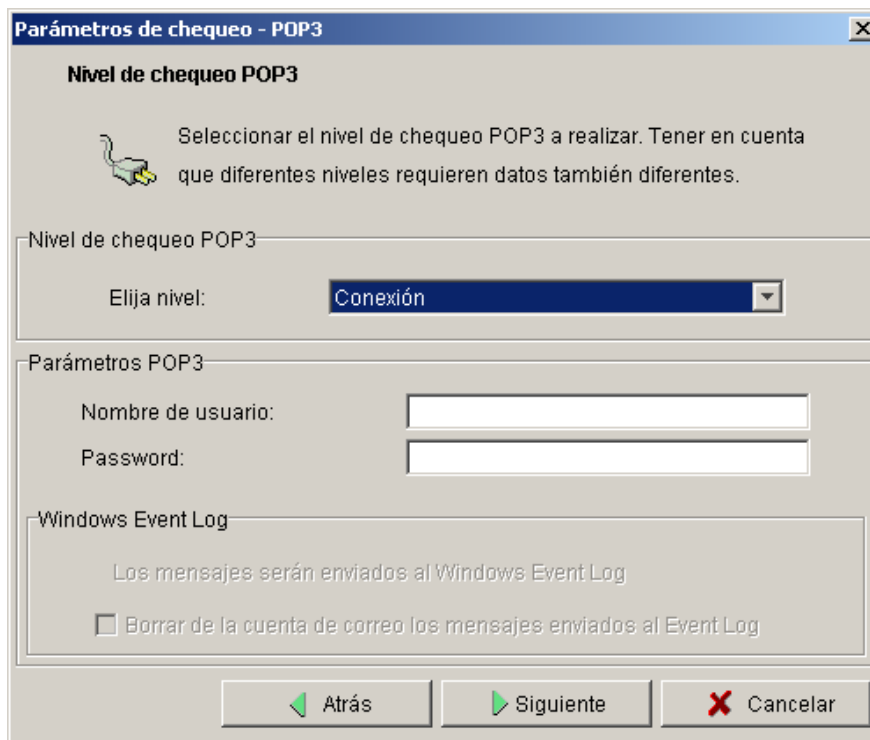 Parámetros de chequeo - POP3
Nivel de chequeo POP3
Seleccionar el nivel de chequeo POP3 a realizar. Tener en cuenta
que diferentes niveles requieren datos también diferentes.
Nivel de chequeo POP3
Elija nivel: Conexión
Parámetros POP3
Nombre de usuario:
Password:
Windows Event Log
Los mensajes serán enviados al Windows Event Log
Borrar de la cuenta de correo los mensajes enviados al Event Log
Atrás Siguiente Cancelar